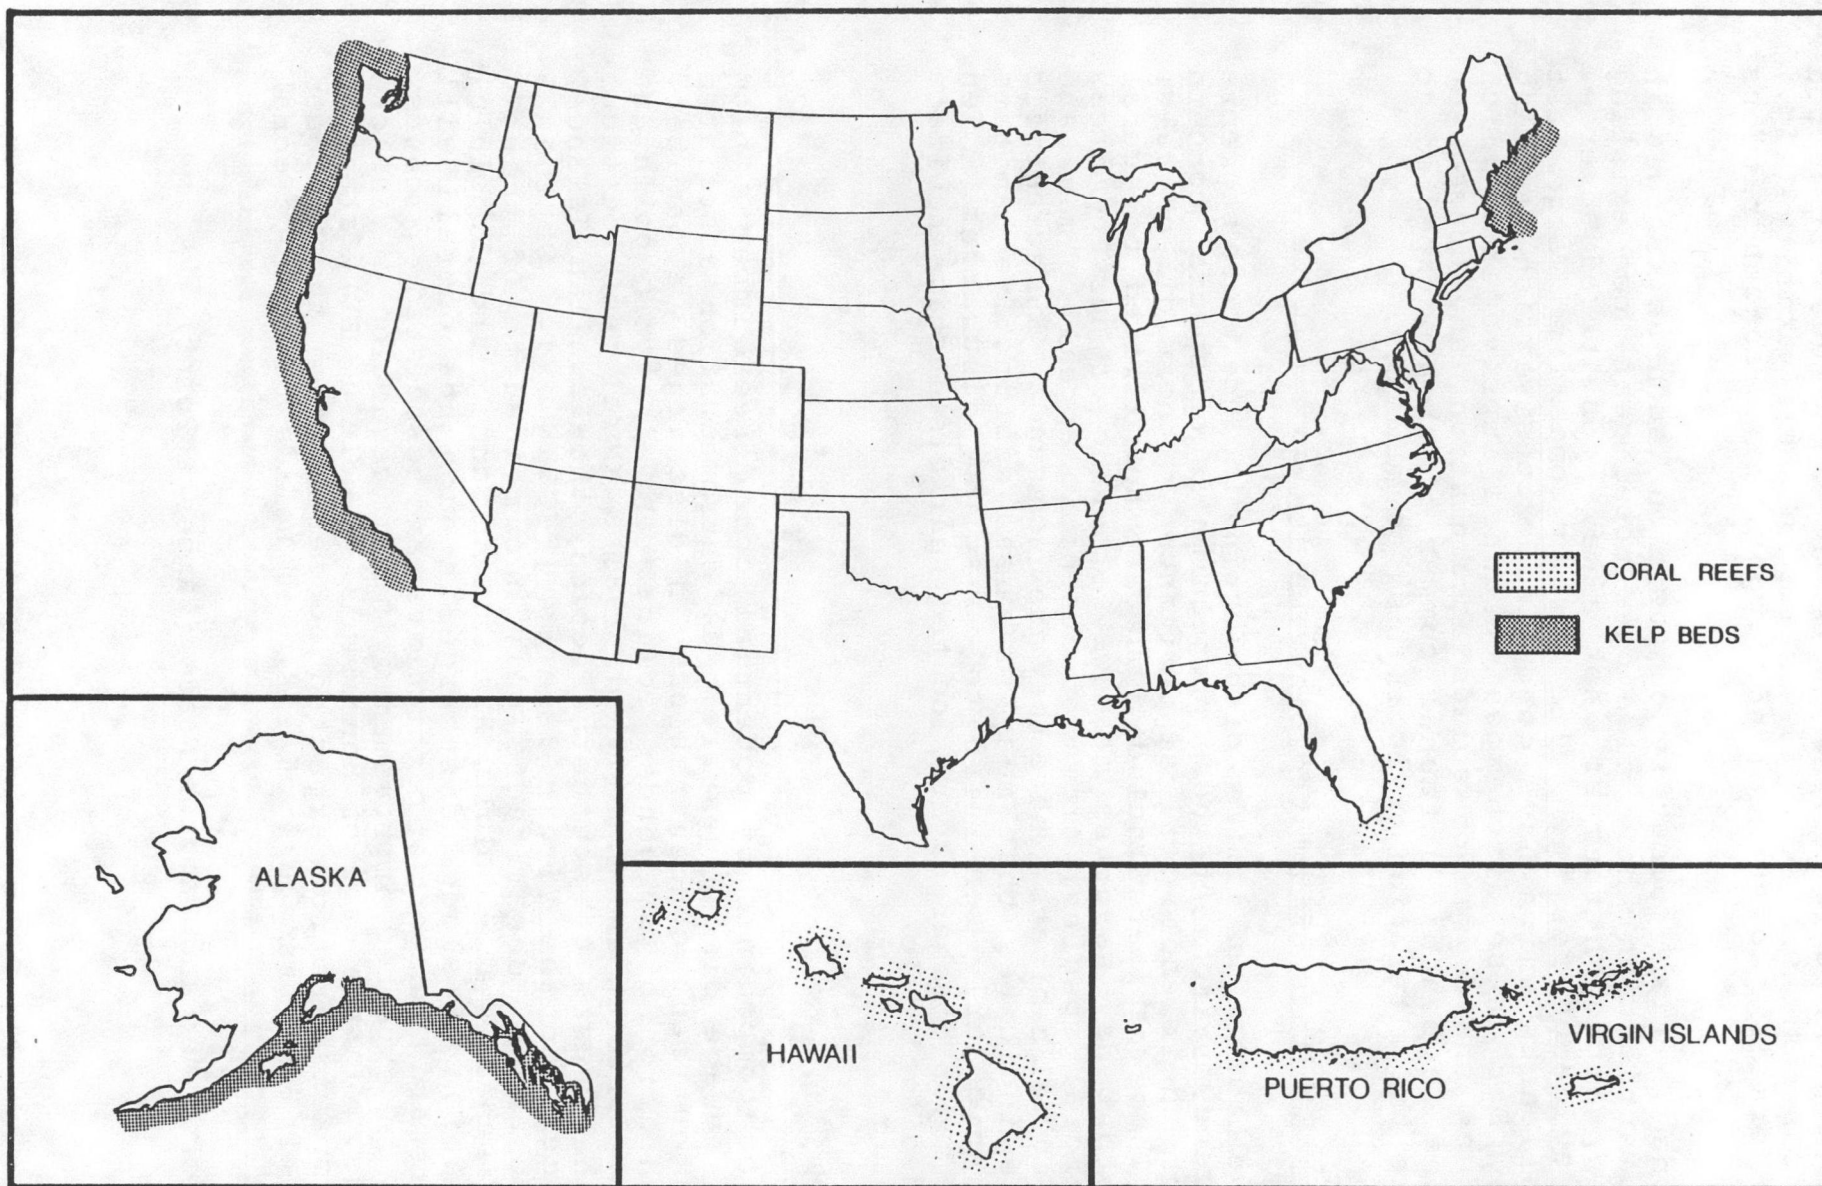 CORAL REEFS
KELP BEDS
ALASKA
HAWAII
PUERTO RICO
VIRGIN ISLANDS